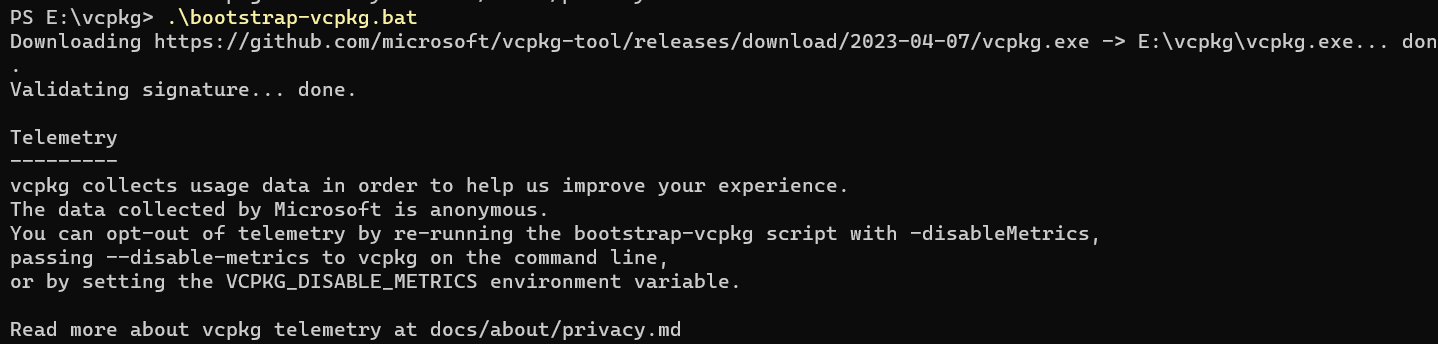 PS E:\vcpkg> .\bootstrap-vcpkg.bat
Downloading https://github.com/microsoft/vcpkg-tool/releases/download/2023-04-07/vcpkg.exe -> E:\vcpkg\vcpkg.exe... don
.
Validating signature... done.
Telemetry
---------
vcpkg collects usage data in order to help us improve your experience.
The data collected by Microsoft is anonymous.
You can opt-out of telemetry by re-running the bootstrap-vcpkg script with -disableMetrics,
passing --disable-metrics to vcpkg on the command line,
or by setting the VCPKG_DISABLE_METRICS environment variable.
Read more about vcpkg telemetry at docs/about/privacy.md